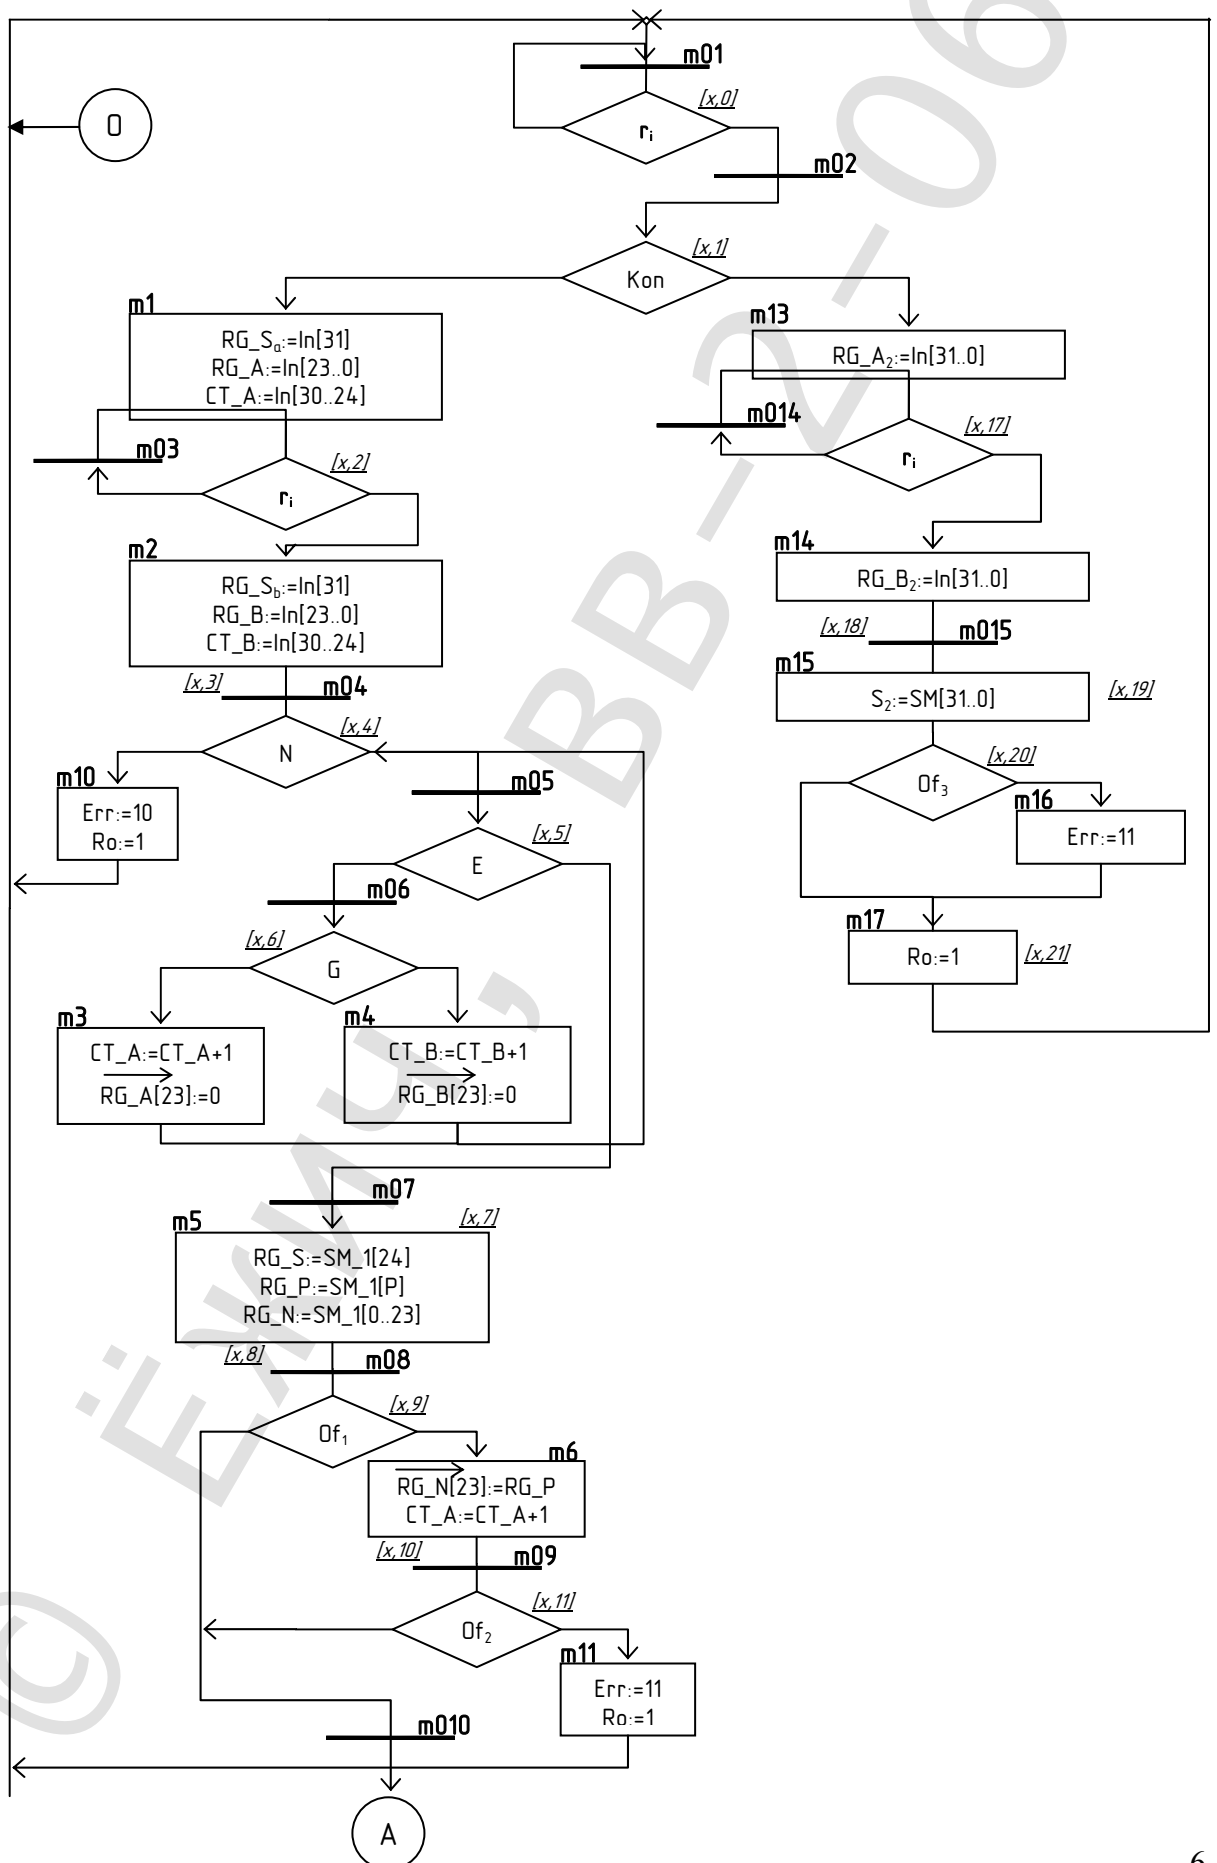 m01
[x,0]
0
rᵢ
m02
[x,1]
Kon
m1
RG_Sₐ:=In[31]
RG_A:=In[23..0]
CT_A:=In[30..24]
m13
RG_A₂:=In[31..0]
m03
[x,2]
rᵢ
m014
[x,17]
rᵢ
m2
RG_S_b:=In[31]
RG_B:=In[23..0]
CT_B:=In[30..24]
m14
RG_B₂:=In[31..0]
[x,18]
m015
[x,3]
m04
m15
S₂:=SM[31..0]
[x,19]
[x,4]
N
m05
[x,20]
Of₃
m10
Err:=10
Ro:=1
m16
Err:=11
[x,5]
E
m06
m17
Ro:=1
[x,21]
[x,6]
G
m3
CT_A:=CT_A+1
RG_A[23]:=0
m4
CT_B:=CT_B+1
RG_B[23]:=0
m07
m5
[x,7]
RG_S:=SM_1[24]
RG_P:=SM_1[P]
RG_N:=SM_1[0..23]
[x,8]
m08
[x,9]
Of₁
m6
RG_N[23]:=RG_P
CT_A:=CT_A+1
[x,10]
m09
[x,11]
Of₂
m11
Err:=11
Ro:=1
m010
A
6
© Ёжич, ВВ-2-06